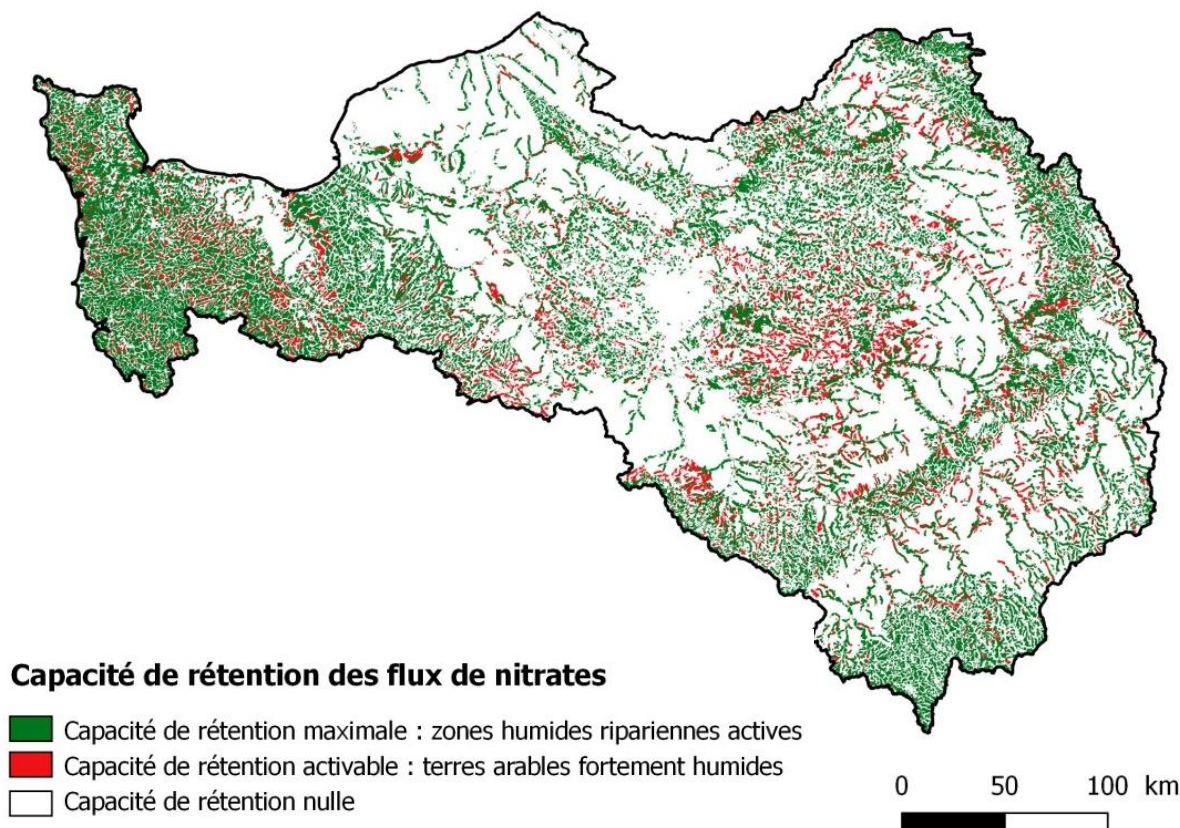 Capacité de rétention des flux de nitrates
Capacité de rétention maximale : zones humides ripariennes actives
Capacité de rétention activable : terres arables fortement humides
Capacité de rétention nulle
0 50 100 km